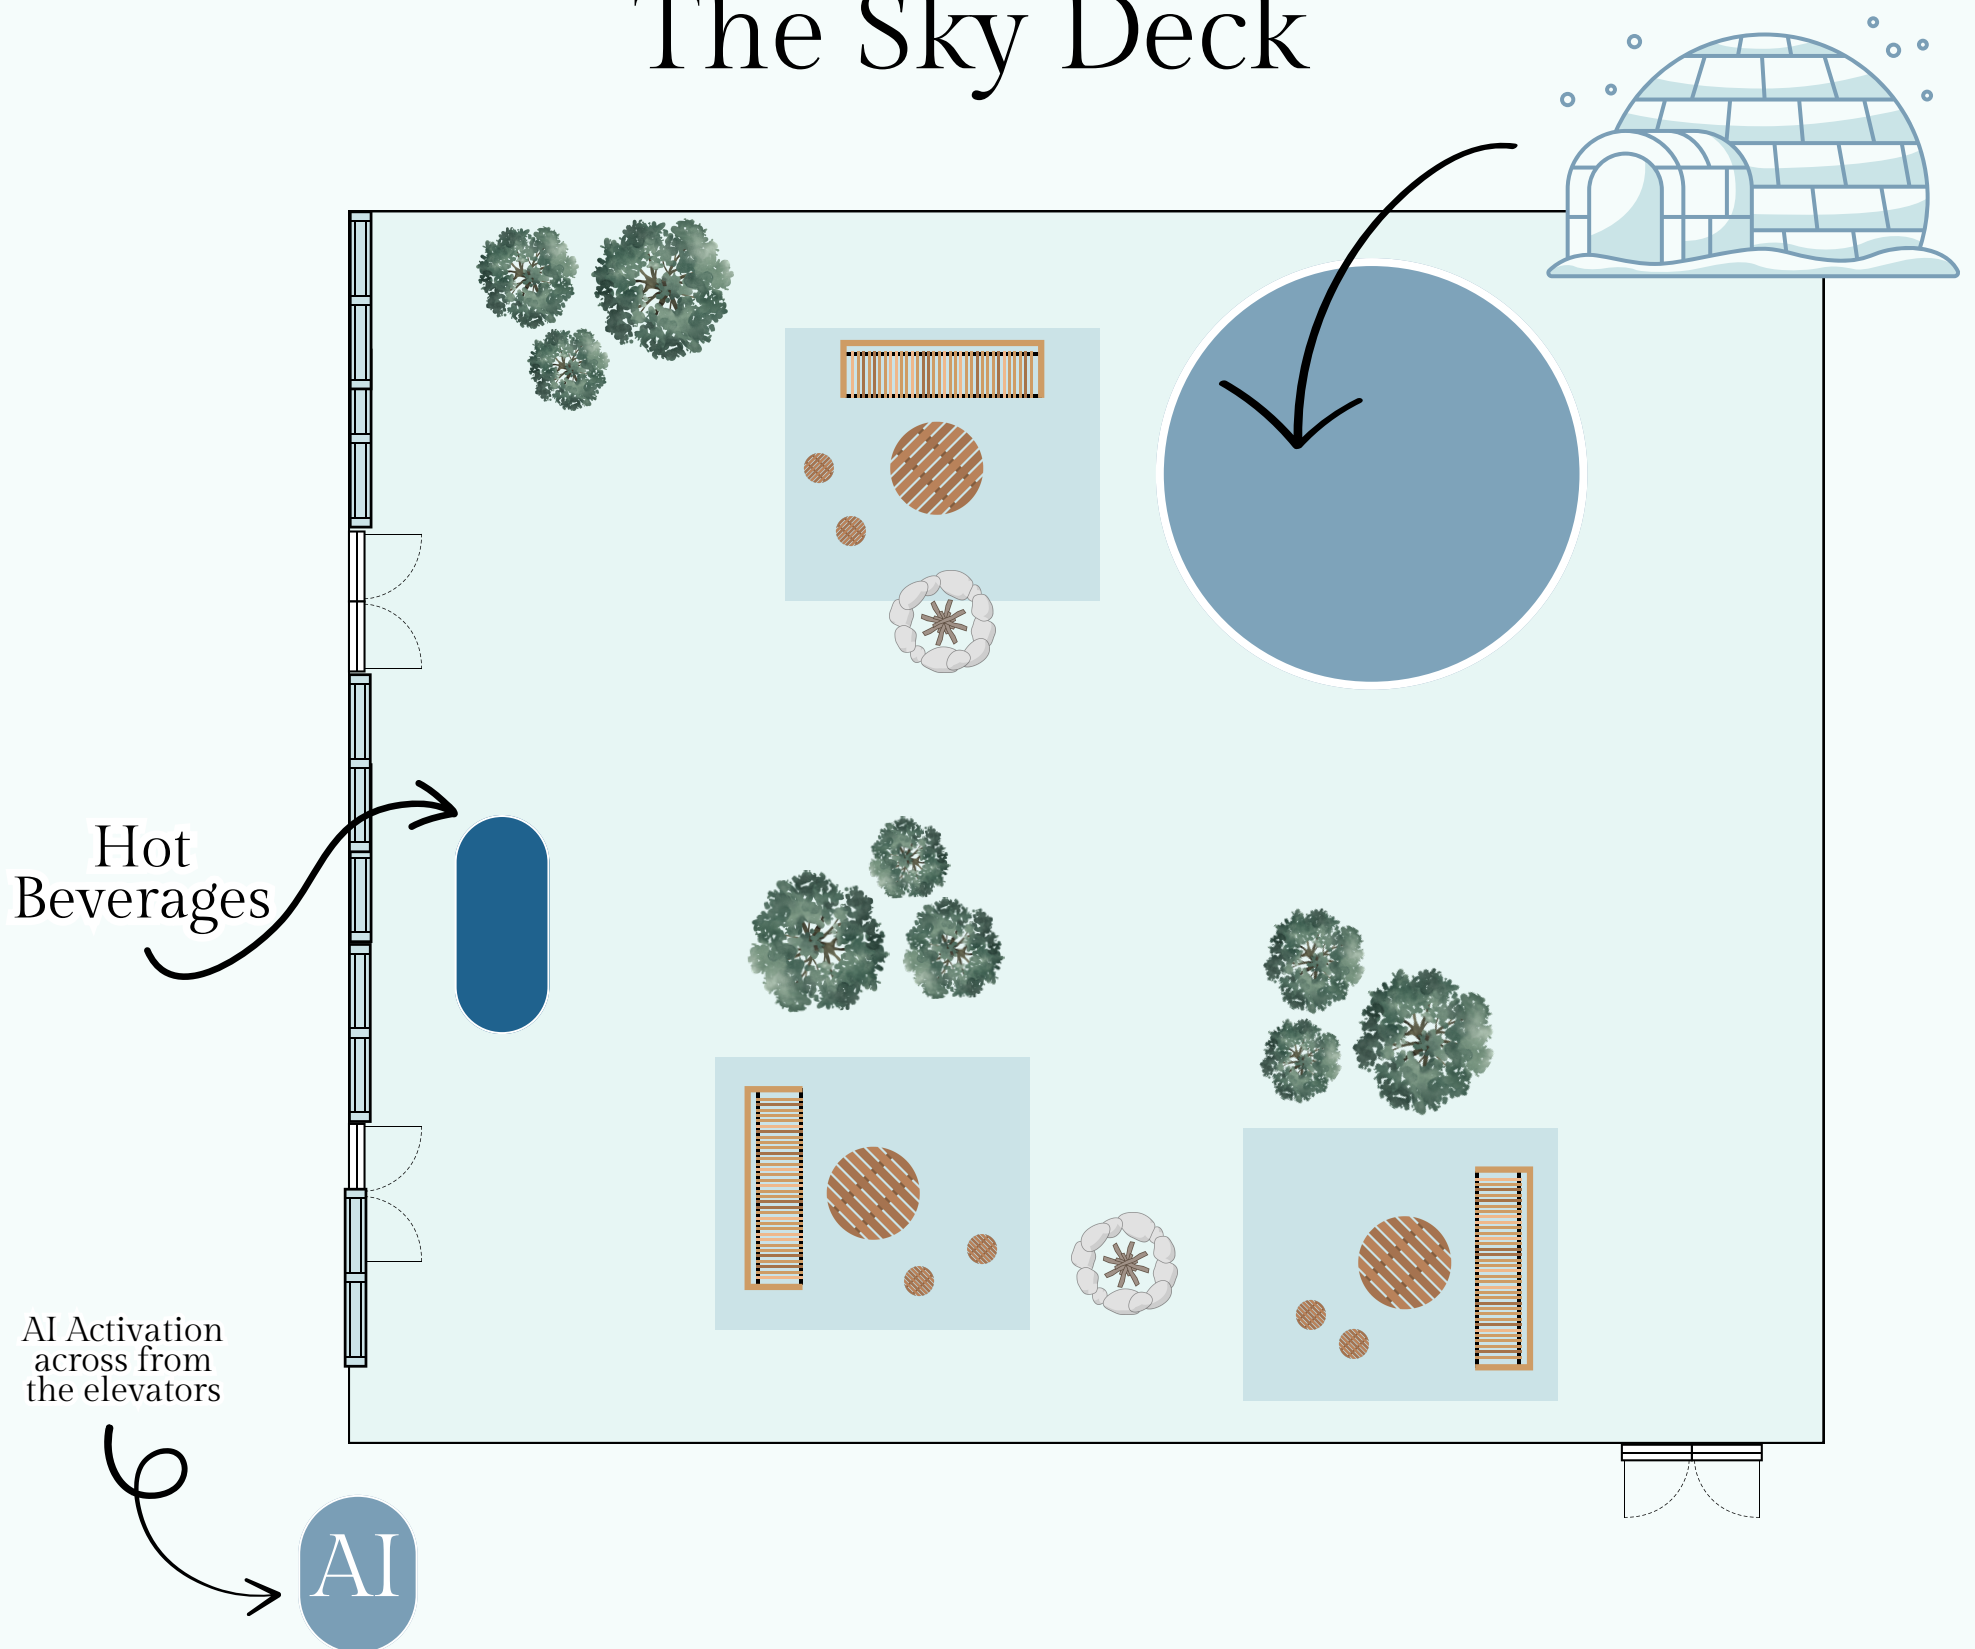 The Sky Deck
Hot
Beverages
AI Activation
across from
the elevators
AI